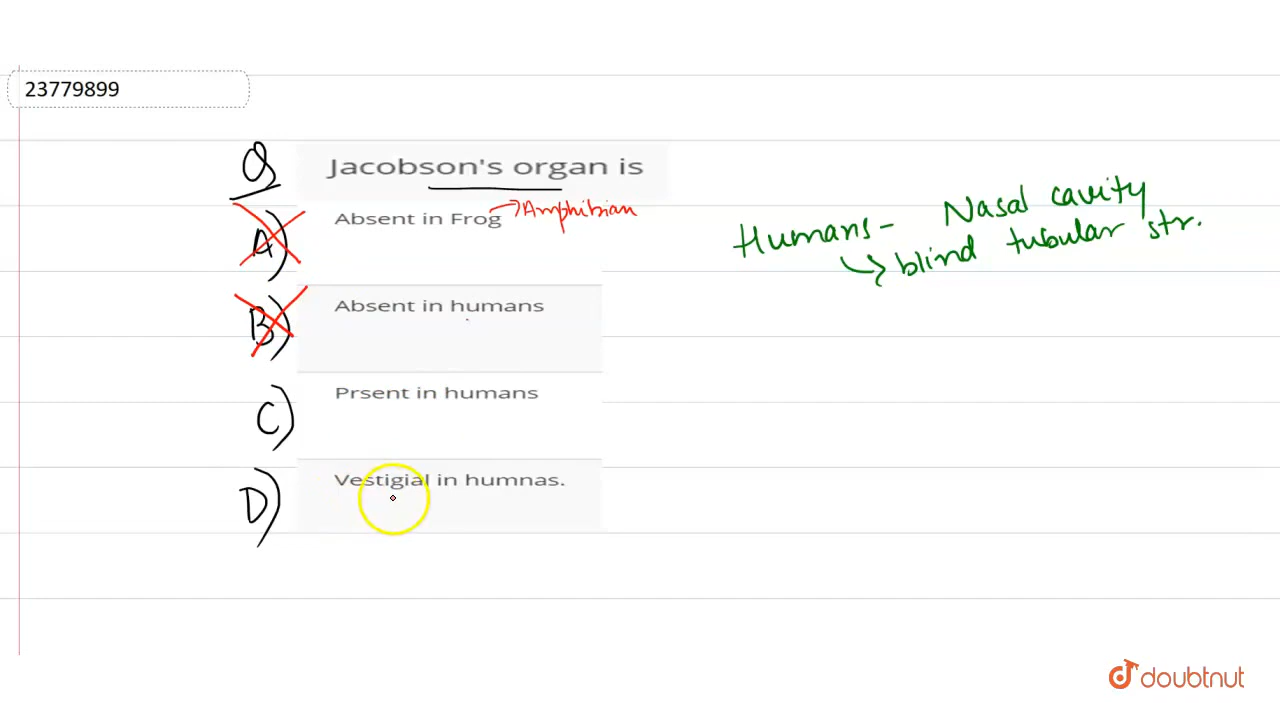 23779899
Q
Jacobson's organ is
A) Absent in Frog → Amphibian
B) Absent in humans
C) Prsent in humans
D) Vestigial in humnas.
Humans - Nasal cavity
↳ blind tubular str.
doubtnut